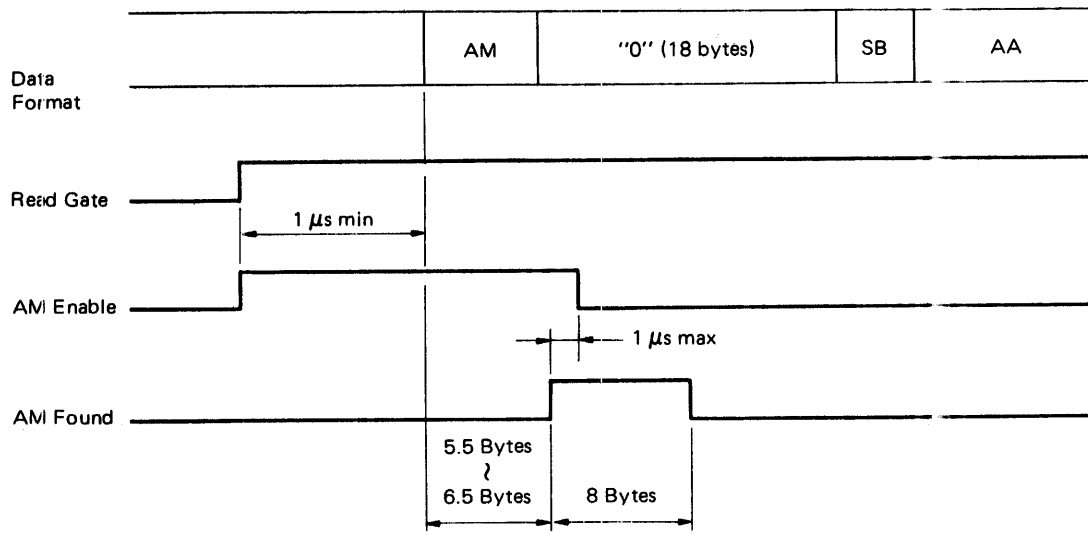 AM "0" (18 bytes) SB AA
Data
Format
Read Gate
1 μs min
AM Enable
1 μs max
AM Found
5.5 Bytes
~
6.5 Bytes
8 Bytes